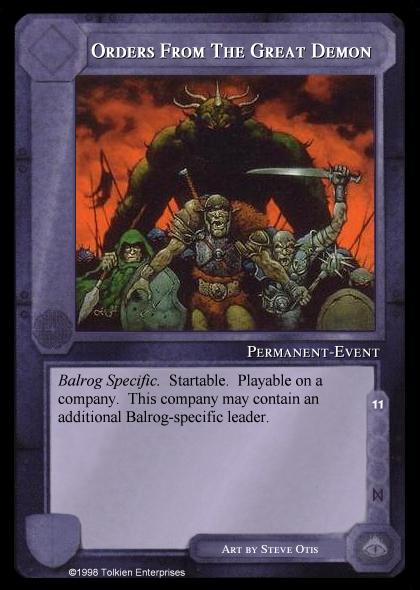 Orders From The Great Demon
Permanent-Event
Balrog Specific. Startable. Playable on a
company. This company may contain an
additional Balrog-specific leader.
11
Art by Steve Otis
©1998 Tolkien Enterprises